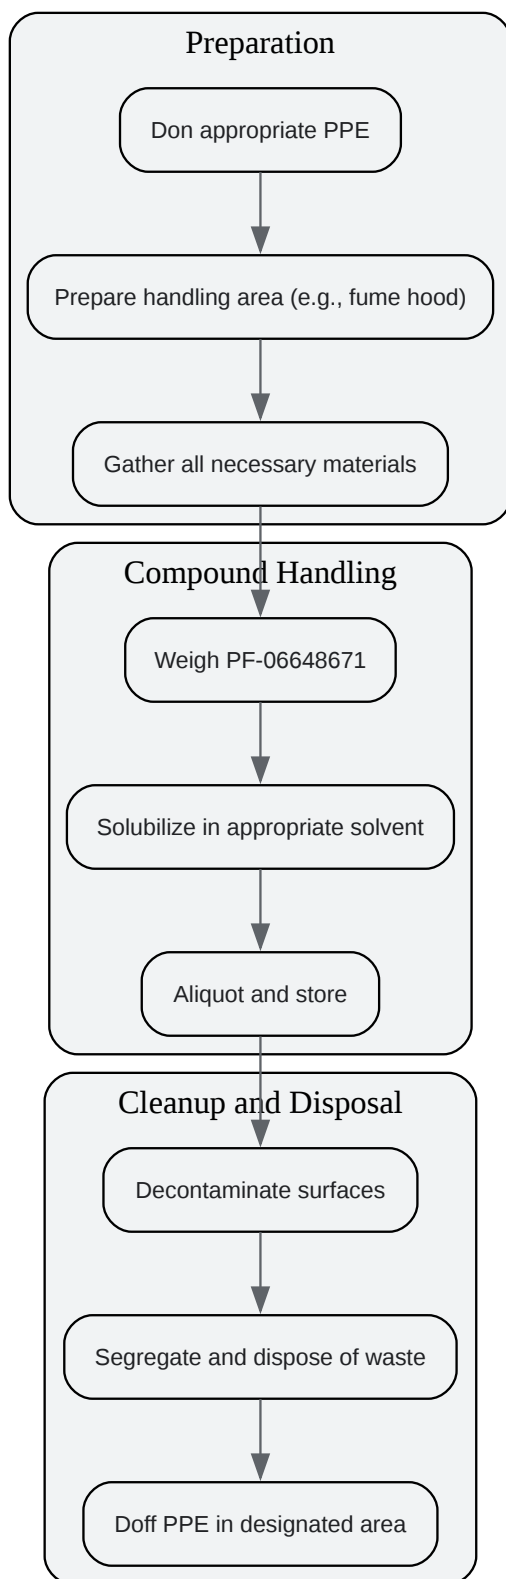 Preparation
Don appropriate PPE
Prepare handling area (e.g., fume hood)
Gather all necessary materials
Compound Handling
Weigh PF-06648671
Solubilize in appropriate solvent
Aliquot and store
Cleanup and Disposal
Decontaminate surfaces
Segregate and dispose of waste
Doff PPE in designated area